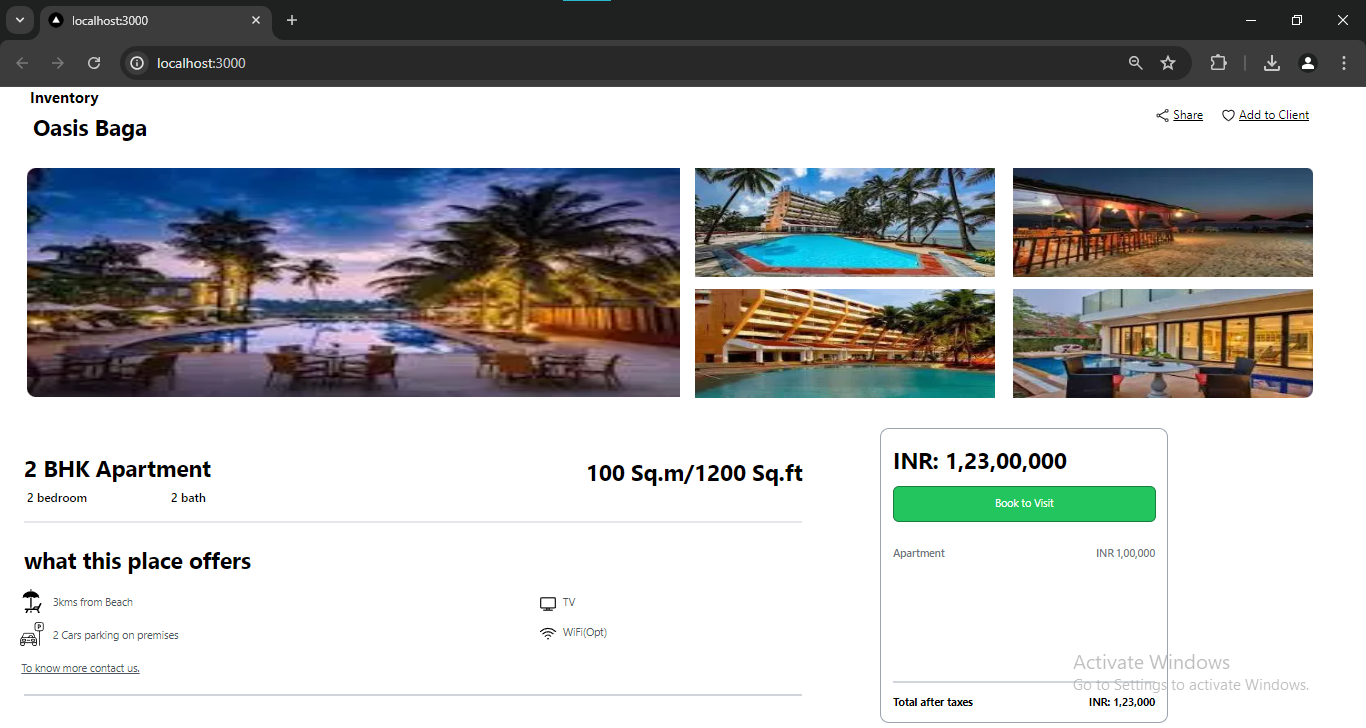 localhost:3000
localhost:3000
Inventory
Oasis Baga
Share Add to Client
2 BHK Apartment
2 bedroom 2 bath
100 Sq.m/1200 Sq.ft
what this place offers
3kms from Beach
TV
2 Cars parking on premises
WiFi(Opt)
To know more contact us.
INR: 1,23,00,000
Book to Visit
Apartment INR 1,00,000
Total after taxes INR: 1,23,000
Activate Windows
Go to Settings to activate Windows.
P